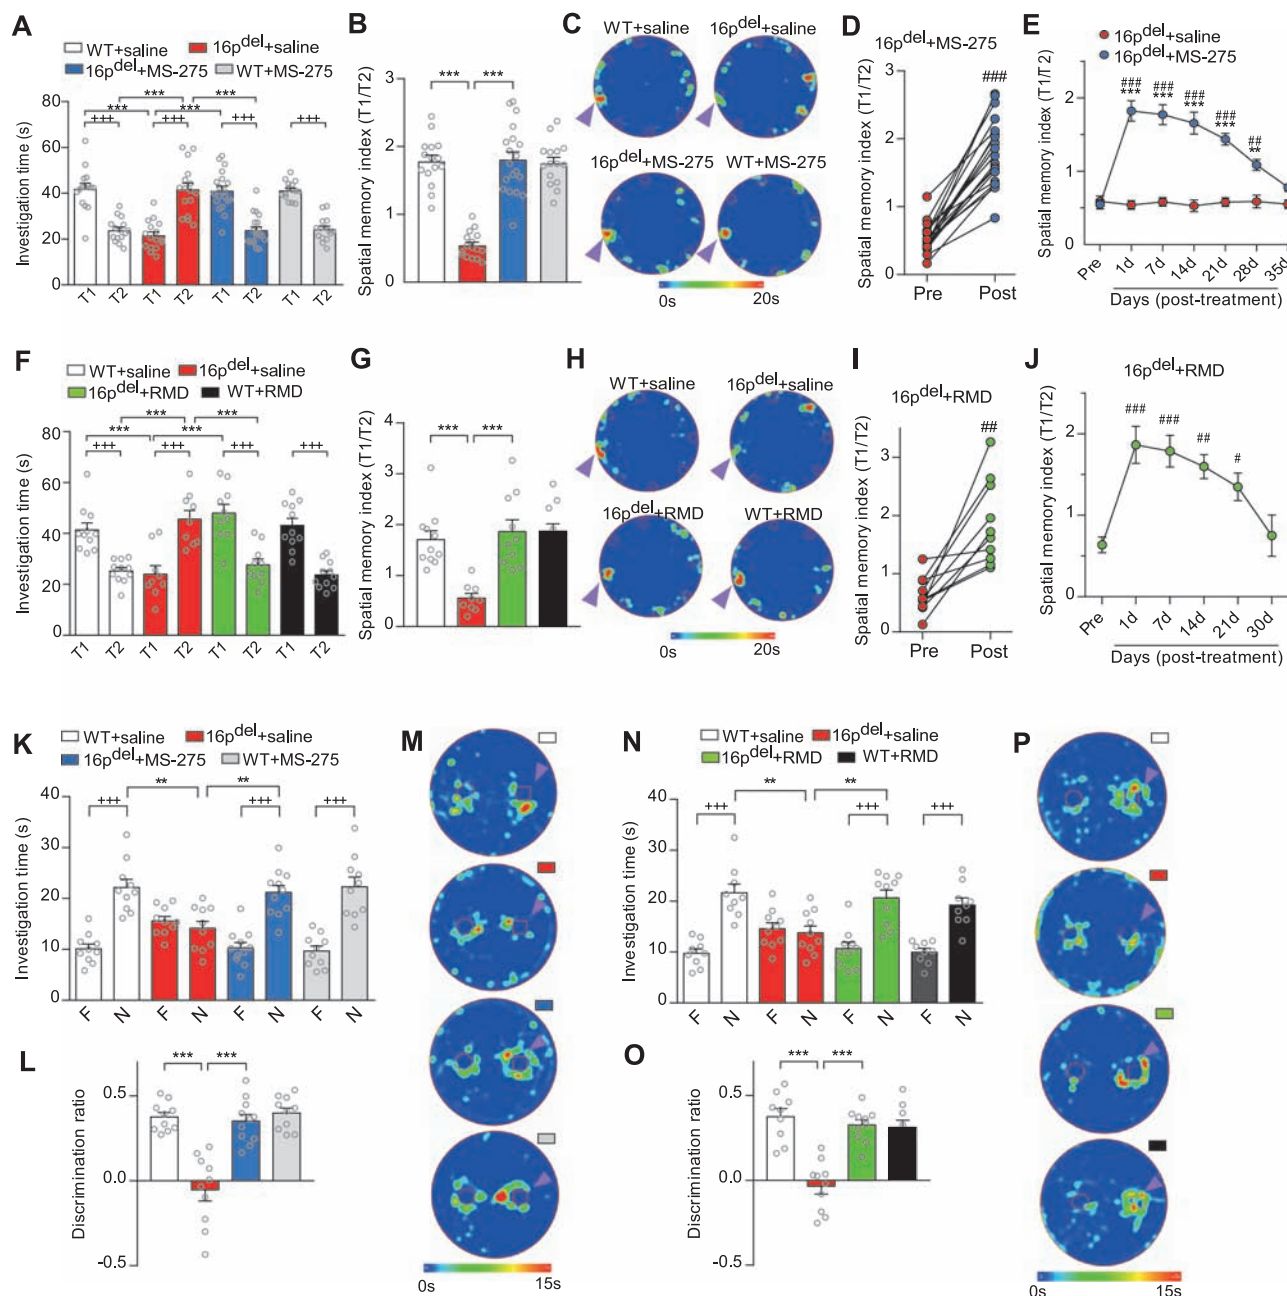 A
WT+saline 16pdel+saline
16pdel+MS-275 WT+MS-275
*** ***
*** ***
+++ +++ +++ +++
Investigation time (s)
80
60
40
20
0
T1 T2 T1 T2 T1 T2 T1 T2
B
*** ***
Spatial memory index (T1/T2)
3
2
1
0
C
WT+saline 16pdel+saline
16pdel+MS-275 WT+MS-275
0s 20s
D
16pdel+MS-275
###
Spatial memory index (T1/T2)
3
2
1
0
Pre Post
E
16pdel+saline
16pdel+MS-275
### ### ### ### ##
*** *** *** *** **
Spatial memory index (T1/T2)
2
1
0
Pre 1d 7d 14d 21d 28d 35d
Days (post-treatment)
F
WT+saline 16pdel+saline
16pdel+RMD WT+RMD
*** ***
*** ***
+++ +++ +++ +++
Investigation time (s)
80
60
40
20
0
T1 T2 T1 T2 T1 T2 T1 T2
G
*** ***
Spatial memory index (T1/T2)
4
3
2
1
0
H
WT+saline 16pdel+saline
16pdel+RMD WT+RMD
0s 20s
I
16pdel+RMD
##
Spatial memory index (T1/T2)
3
2
1
0
Pre Post
J
16pdel+RMD
### ### ## #
Spatial memory index (T1/T2)
2
1
0
Pre 1d 7d 14d 21d 30d
Days (post-treatment)
K
WT+saline 16pdel+saline
16pdel+MS-275 WT+MS-275
** **
+++ +++ +++
Investigation time (s)
40
30
20
10
0
F N F N F N F N
L
*** ***
Discrimination ratio
0.5
0.0
-0.5
M
0s 15s
N
WT+saline 16pdel+saline
16pdel+RMD WT+RMD
** **
+++ +++ +++
Investigation time (s)
40
30
20
10
0
F N F N F N F N
O
*** ***
Discrimination ratio
0.5
0.0
-0.5
P
0s 15s